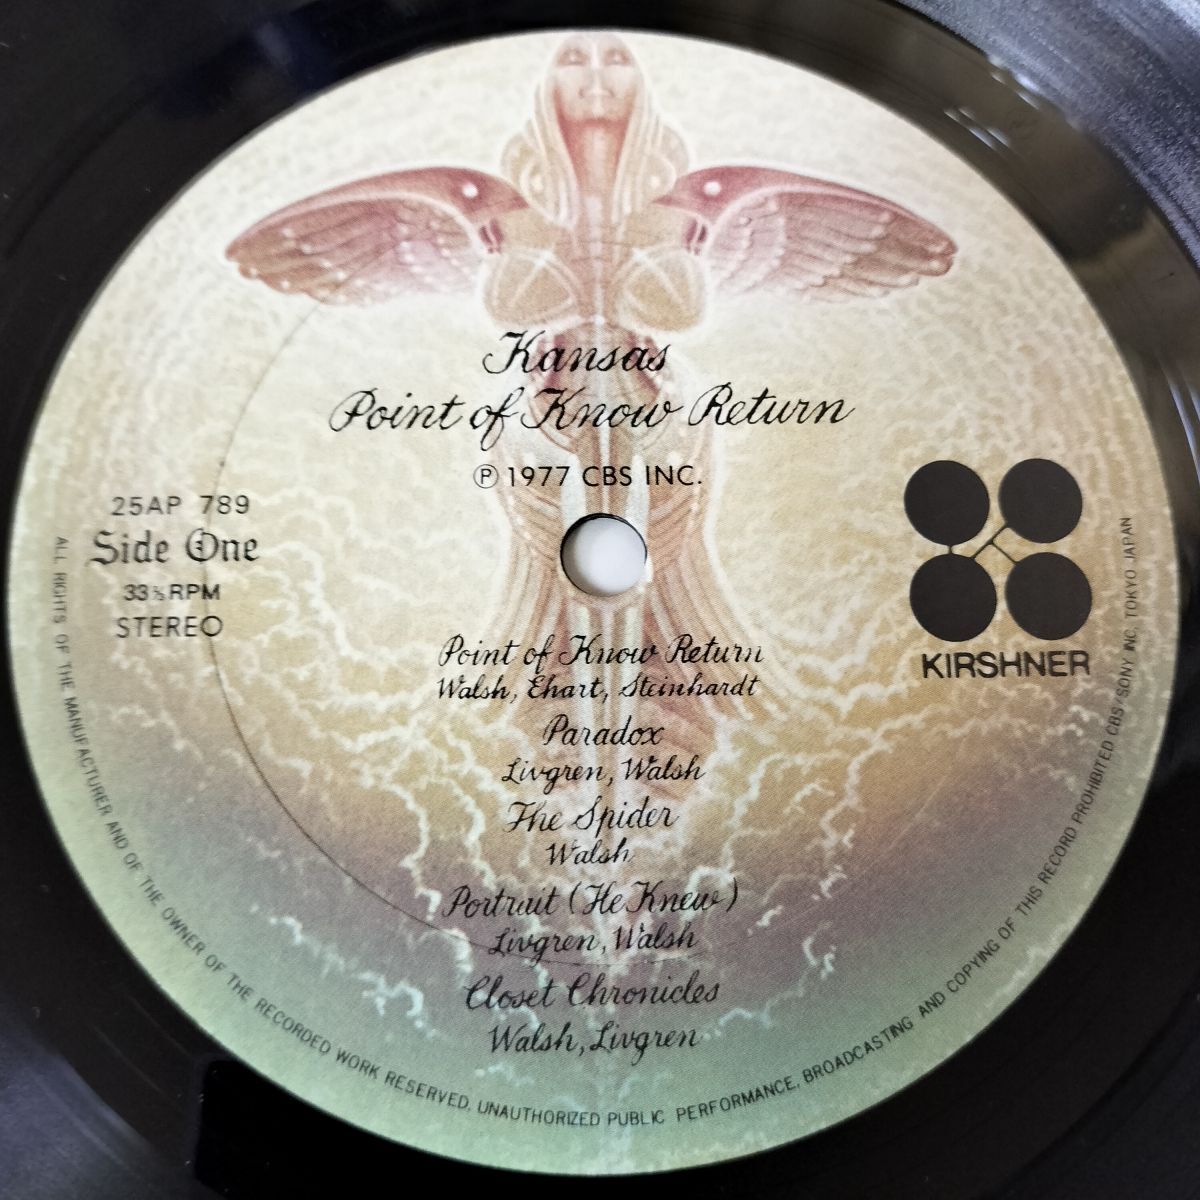 Kansas
Point of Know Return
℗ 1977 CBS INC.
25AP 789
Side One
33⅓ RPM
STEREO
KIRSHNER
Point of Know Return
Walsh, Ehart, Steinhardt
Paradox
Livgren, Walsh
The Spider
Walsh
Portrait (He Knew)
Livgren, Walsh
Closet Chronicles
Walsh, Livgren
ALL RIGHTS OF THE MANUFACTURER AND OF THE OWNER OF THE RECORDED WORK RESERVED. UNAUTHORIZED PUBLIC PERFORMANCE, BROADCASTING AND COPYING OF THIS RECORD PROHIBITED CBS/SONY INC. TOKYO JAPAN